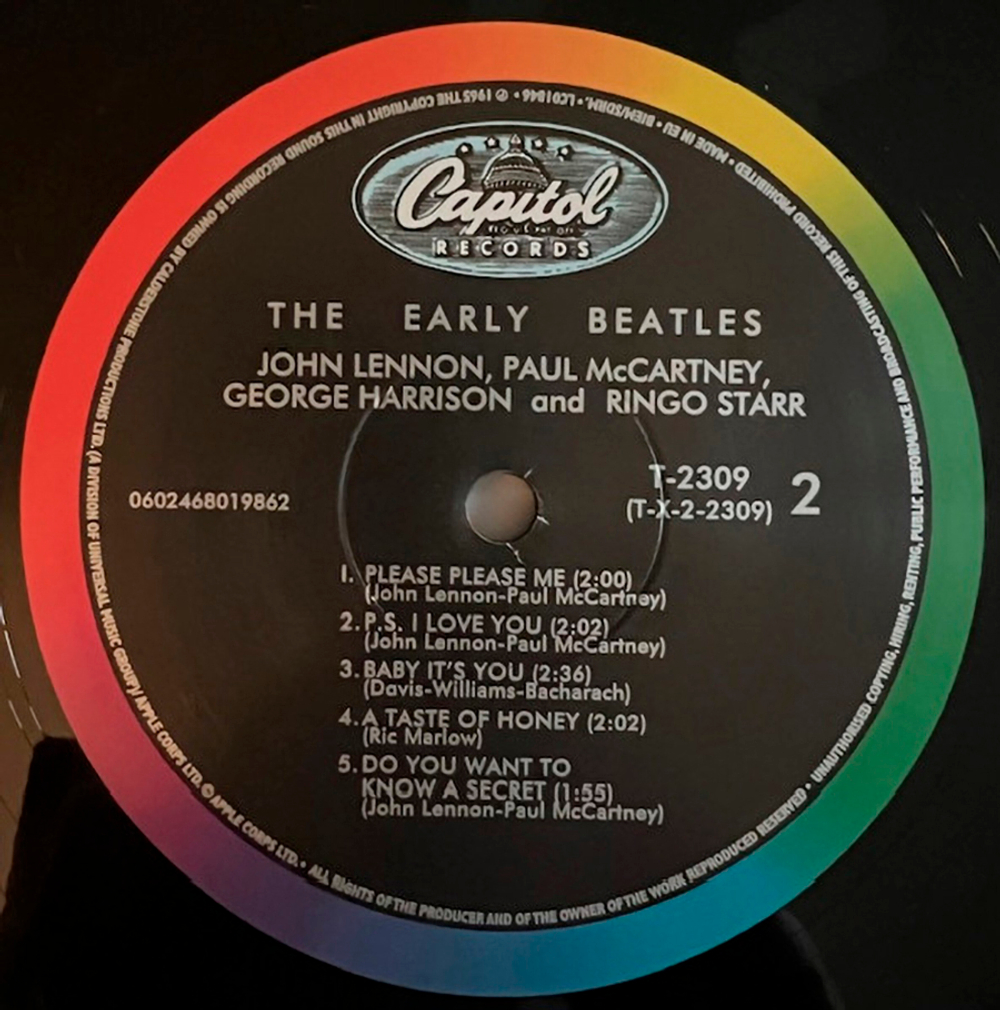 Capitol
RECORDS
THE EARLY BEATLES
JOHN LENNON, PAUL McCARTNEY,
GEORGE HARRISON and RINGO STARR
0602468019862
T-2309
(T-X-2-2309)
2
1. PLEASE PLEASE ME (2:00)
(John Lennon-Paul McCartney)
2. P.S. I LOVE YOU (2:02)
(John Lennon-Paul McCartney)
3. BABY IT'S YOU (2:36)
(Davis-Williams-Bacharach)
4. A TASTE OF HONEY (2:02)
(Ric Marlow)
5. DO YOU WANT TO
KNOW A SECRET (1:55)
(John Lennon-Paul McCartney)
℗ 1965 THE COPYRIGHT IN THIS SOUND RECORDING IS OWNED BY CALDERSTONE PRODUCTIONS LTD. (A DIVISION OF UNIVERSAL MUSIC GROUP)/APPLE CORPS LTD. © APPLE CORPS LTD. • ALL RIGHTS OF THE PRODUCER AND OF THE OWNER OF THE WORK REPRODUCED RESERVED • UNAUTHORISED COPYING, HIRING, RENTING, PUBLIC PERFORMANCE AND BROADCASTING OF THIS RECORD PROHIBITED • MADE IN EU • BIEM/SDRM • LC01846 •